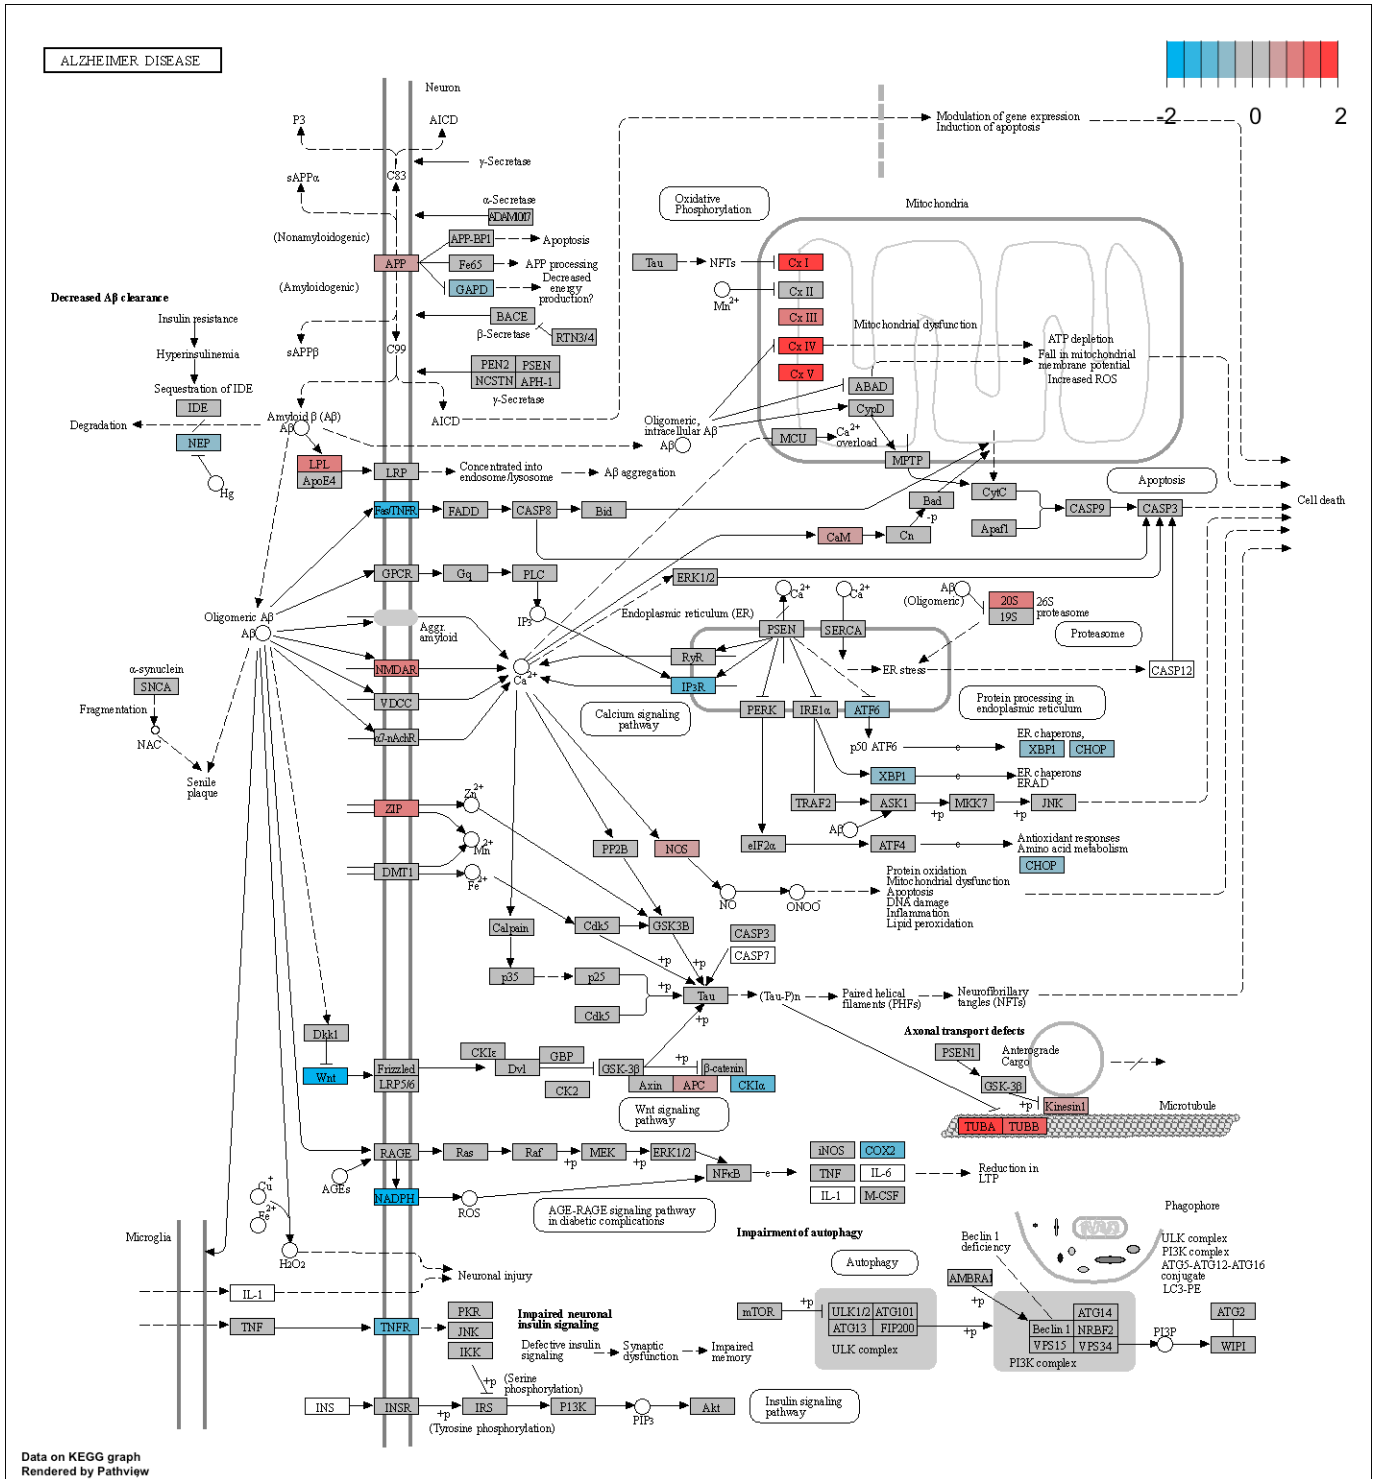 ALZHEIMER DISEASE
-2
0
2
Neuron
P3
AICD
Modulation of gene expression
Induction of apoptosis
γ-Secretase
C83
sAPPα
α-Secretase
Oxidative
Phosphorylation
Mitochondria
(Nonamyloidogenic)
APP-BP1
Apoptosis
APP
Fe65
APP processing
Tau
NFTs
Cx I
(Amyloidogenic)
GAPD
Decreased
energy
production?
Mn2+
Cx II
Decreased Aβ clearance
Insulin resistance
BACE
β-Secretase
RTN3/4
Cx III
Mitochondrial dysfunction
Hyperinsulinemia
sAPPβ
C99
Cx IV
ATP depletion
Fall in mitochondrial
membrane potential
Increased ROS
PEN2
PSEN
NCSTN
APH-1
γ-Secretase
Cx V
ABAD
Sequestration of IDE
IDE
CypD
Degradation
Amyloid β (Aβ)
Aβ
AICD
Oligomeric,
intracellular Aβ
Aβ
NEP
MCU
Ca2+
overload
LPL
ApoE4
LRP
Concentrated into
endosome/lysosome
Aβ aggregation
MPTP
Hg
Fas/TNFR
FADD
CASP8
Bid
Bad
-p
CytC
Apoptosis
CASP9
CASP3
Cell death
CaM
Cn
Apaf1
GPCR
Gq
PLC
ERK1/2
Ca2+
Ca2+
Aβ
(Oligomeric)
20S
19S
26S
proteasome
IP3
Endoplasmic reticulum (ER)
Oligomeric Aβ
Aβ
Aggr.
amyloid
PSEN
SERCA
Proteasome
α-synuclein
SNCA
NMDAR
Ca2+
RyR
ER stress
CASP12
VDCC
IP3R
Fragmentation
Calcium signaling
pathway
PERK
IRE1α
ATF6
Protein processing in
endoplasmic reticulum
α7-nAchR
NAC
p50 ATF6
e
ER chaperons,
XBP1
CHOP
Senile
plaque
XBP1
e
ER chaperons
ERAD
ZIP
Zn2+
TRAF2
ASK1
+p
MKK7
+p
JNK
Aβ
Mn2+
PP2B
NOS
eIF2α
ATF4
e
Antioxidant responses
Amino acid metabolism
CHOP
DMT1
Fe2+
NO
ONOO-
Protein oxidation
Mitochondrial dysfunction
Apoptosis
DNA damage
Inflammation
Lipid peroxidation
Calpain
Cdk5
GSK3B
CASP3
CASP7
+p
+p
p35
p25
+p
Tau
(Tau-P)n
Paired helical
filaments (PHFs)
Neurofibrillary
tangles (NFTs)
Cdk5
+p
Dkk1
Axonal transport defects
PSEN1
Anterograde
Cargo
Wnt
Frizzled
LRP5/6
CKIε
Dvl
GBP
CK2
GSK-3β
+p
β-catenin
Axin
APC
CKIα
GSK-3β
+p
Kinesin1
Wnt signaling
pathway
Microtubule
TUBA
TUBB
RAGE
Ras
Raf
+p
MEK
+p
ERK1/2
NFκB
e
iNOS
COX2
TNF
IL-6
IL-1
M-CSF
Reduction in
LTP
AGEs
NADPH
ROS
Cu+
Fe2+
AGE-RAGE signaling pathway
in diabetic complications
Impairment of autophagy
Phagophore
Microglia
H2O2
Neuronal injury
Autophagy
Beclin 1
deficiency
ULK complex
PI3K complex
ATG5-ATG12-ATG16
conjugate
LC3-PE
IL-1
AMBRA1
+p
TNF
TNFR
PKR
JNK
IKK
Impaired neuronal
insulin signaling
Defective insulin
signaling
Synaptic
dysfunction
Impaired
memory
mTOR
+p
ULK1/2
ATG101
ATG13
FIP200
ULK complex
+p
ATG14
Beclin 1
NRBF2
VPS15
VPS34
PI3K complex
PI3P
ATG2
WIPI
+p
(Serine
phosphorylation)
INS
INSR
+p
IRS
+p
P13K
PIP3
Akt
Insulin signaling
pathway
(Tyrosine phosphorylation)
Data on KEGG graph
Rendered by Pathview